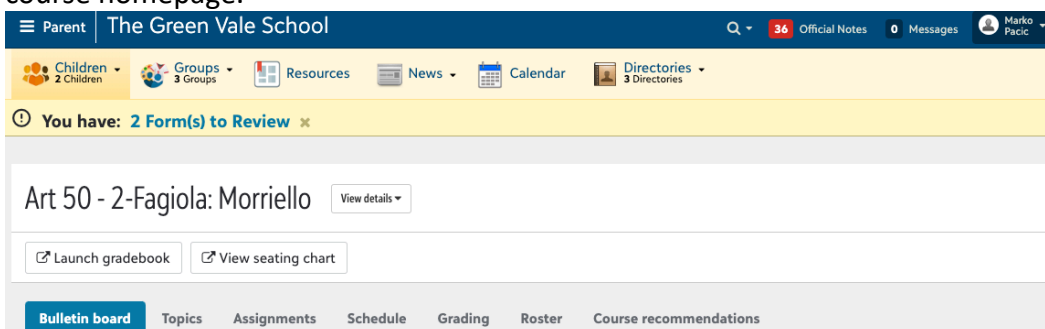 course homepage.
Parent The Green Vale School 36 Official Notes 0 Messages Marko Pacic
Children Groups Resources News Calendar Directories
2 Children 3 Groups 3 Directories
You have: 2 Form(s) to Review ×
Art 50 - 2-Fagiola: Morriello View details
Launch gradebook View seating chart
Bulletin board Topics Assignments Schedule Grading Roster Course recommendations